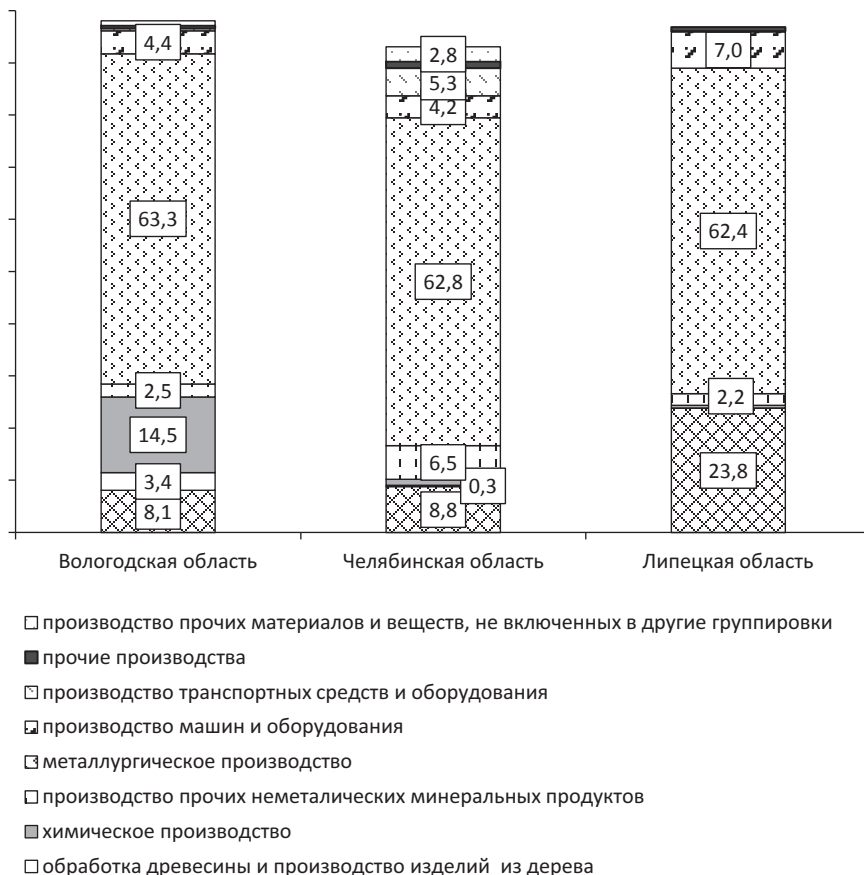 4,4
63,3
2,5
14,5
3,4
8,1
2,8
5,3
4,2
62,8
6,5
0,3
8,8
7,0
62,4
2,2
23,8
Вологодская область
Челябинская область
Липецкая область
производство прочих материалов и веществ, не включенных в другие группировки
прочие производства
производство транспортных средств и оборудования
производство машин и оборудования
металлургическое производство
производство прочих неметалических минеральных продуктов
химическое производство
обработка древесины и производство изделий из дерева